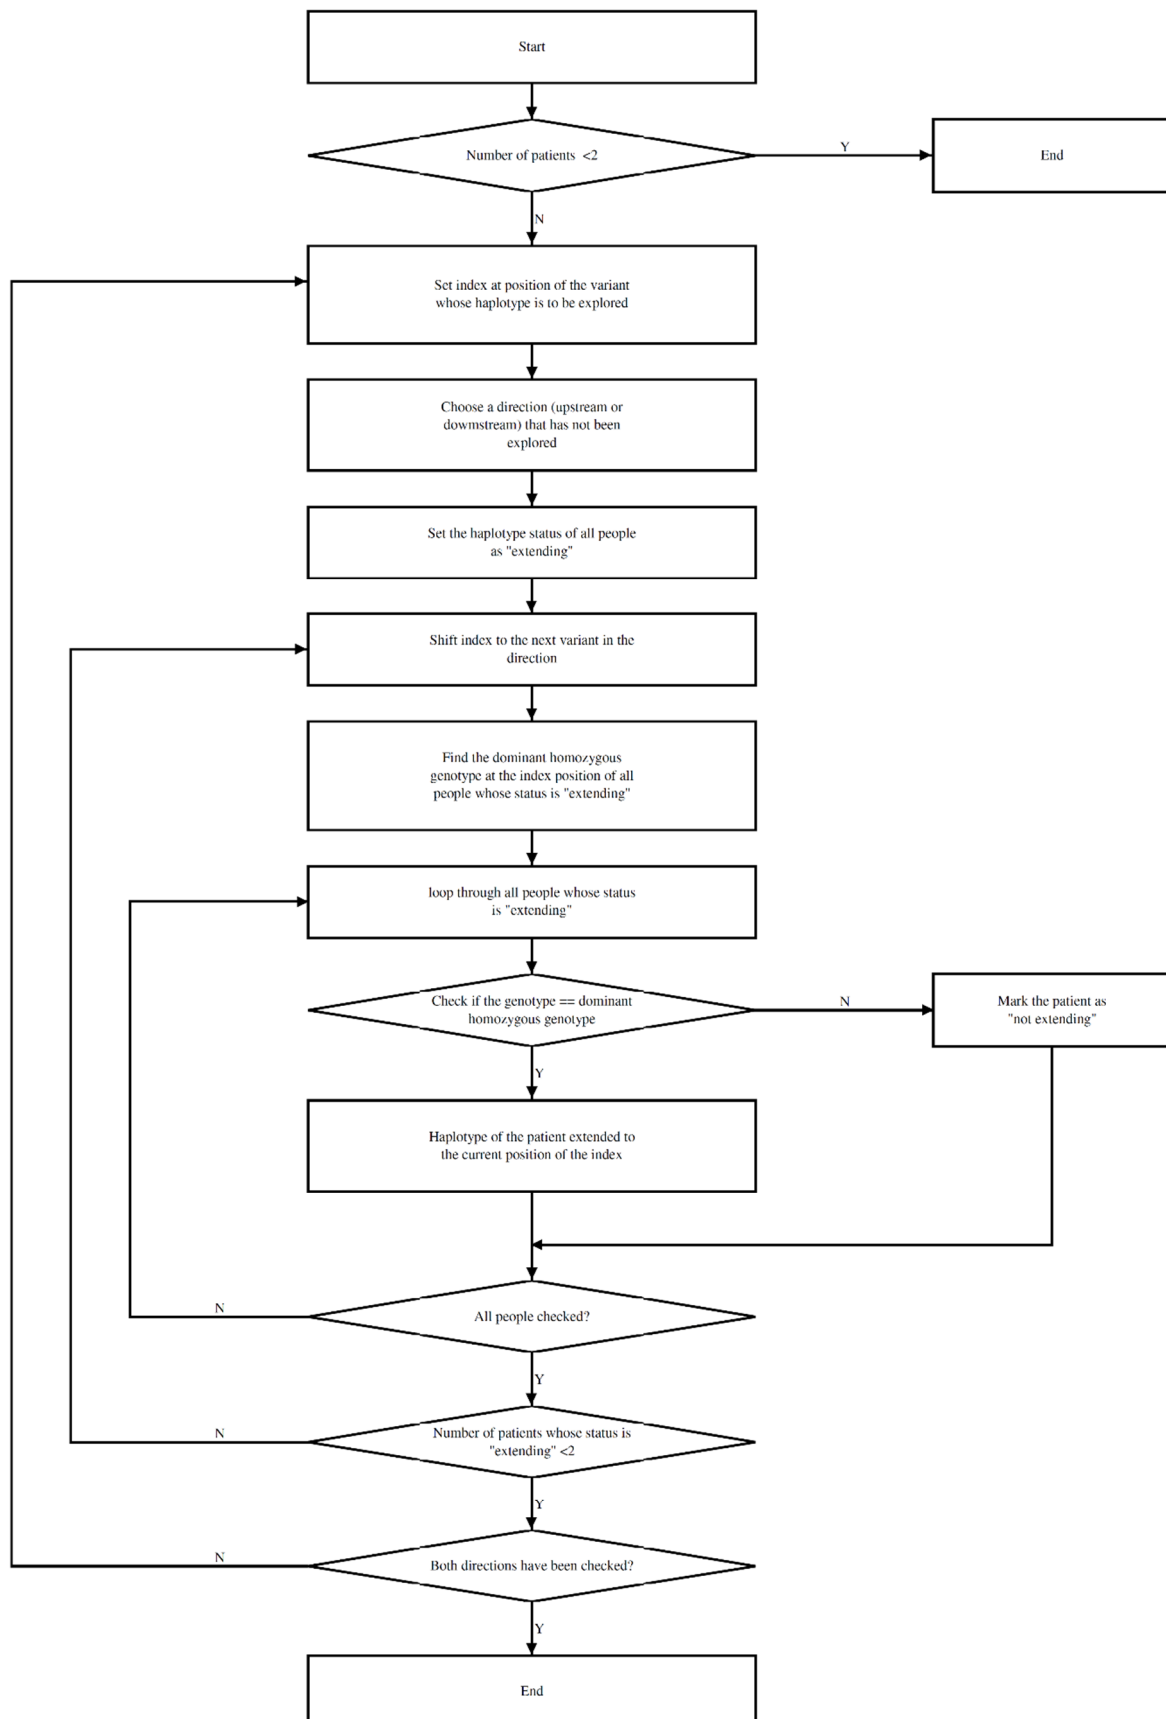 Start
Number of patients <2
Y
End
N
Set index at position of the variant
whose haplotype is to be explored
Choose a direction (upstream or
dowmstream) that has not been
explored
Set the haplotype status of all people
as "extending"
Shift index to the next variant in the
direction
Find the dominant homozygous
genotype at the index position of all
people whose status is "extending"
loop through all people whose status
is "extending"
Check if the genotype == dominant
homozygous genotype
N
Mark the patient as
"not extending"
Y
Haplotype of the patient extended to
the current position of the index
N
All people checked?
Y
N
Number of patients whose status is
"extending" <2
Y
N
Both directions have been checked?
Y
End